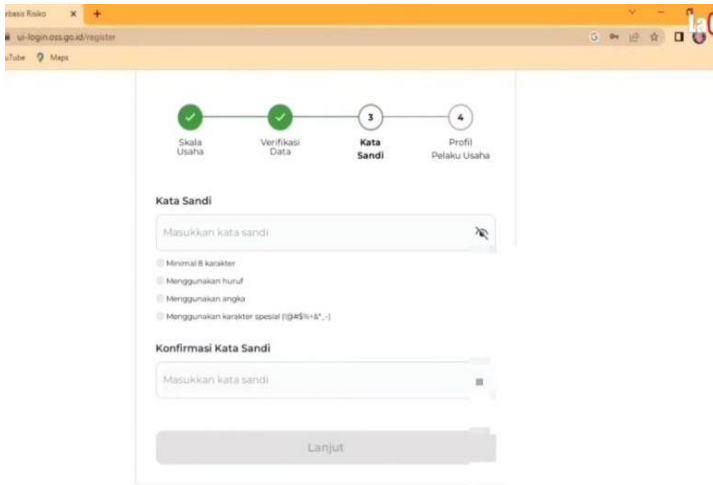 rbasis Risiko
ui-login.oss.go.id/register
uTube Maps
3
4
Skala
Usaha
Verifikasi
Data
Kata
Sandi
Profil
Pelaku Usaha
Kata Sandi
Masukkan kata sandi
Minimal 8 karakter
Menggunakan huruf
Menggunakan angka
Menggunakan karakter spesial (!@#$%^&*_-)
Konfirmasi Kata Sandi
Masukkan kata sandi
Lanjut